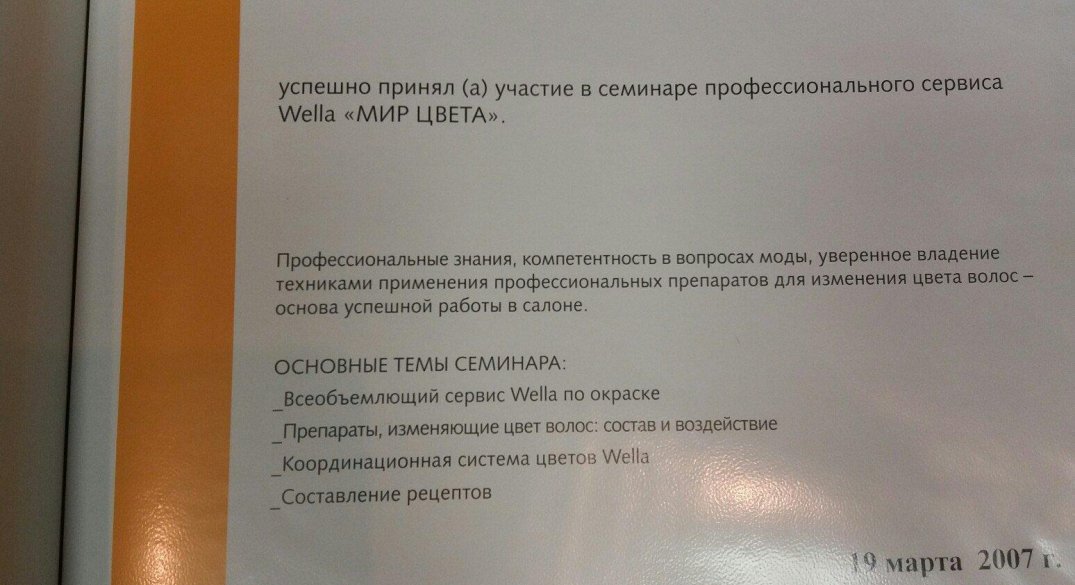 успешно принял (а) участие в семинаре профессионального сервиса
Wella «МИР ЦВЕТА».
Профессиональные знания, компетентность в вопросах моды, уверенное владение
техниками применения профессиональных препаратов для изменения цвета волос –
основа успешной работы в салоне.
ОСНОВНЫЕ ТЕМЫ СЕМИНАРА:
_Всеобъемлющий сервис Wella по окраске
_Препараты, изменяющие цвет волос: состав и воздействие
_Координационная система цветов Wella
_Составление рецептов
19 марта 2007 г.